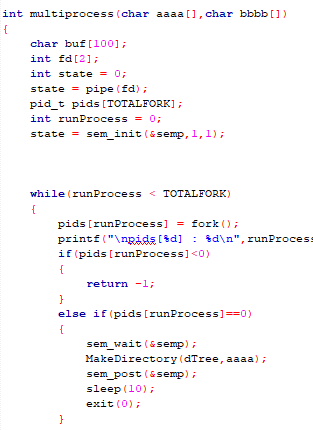 int multiprocess(char aaaa[],char bbbb[])
{
char buf[100];
int fd[2];
int state = 0;
state = pipe(fd);
pid_t pids[TOTALFORK];
int runProcess = 0;
state = sem_init(&semp,1,1);
while(runProcess < TOTALFORK)
{
pids[runProcess] = fork();
printf("\npids[%d] : %d\n",runProcess
if(pids[runProcess]<0)
{
return -1;
}
else if(pids[runProcess]==0)
{
sem_wait(&semp);
MakeDirectory(dTree,aaaa);
sem_post(&semp);
sleep(10);
exit(0);
}